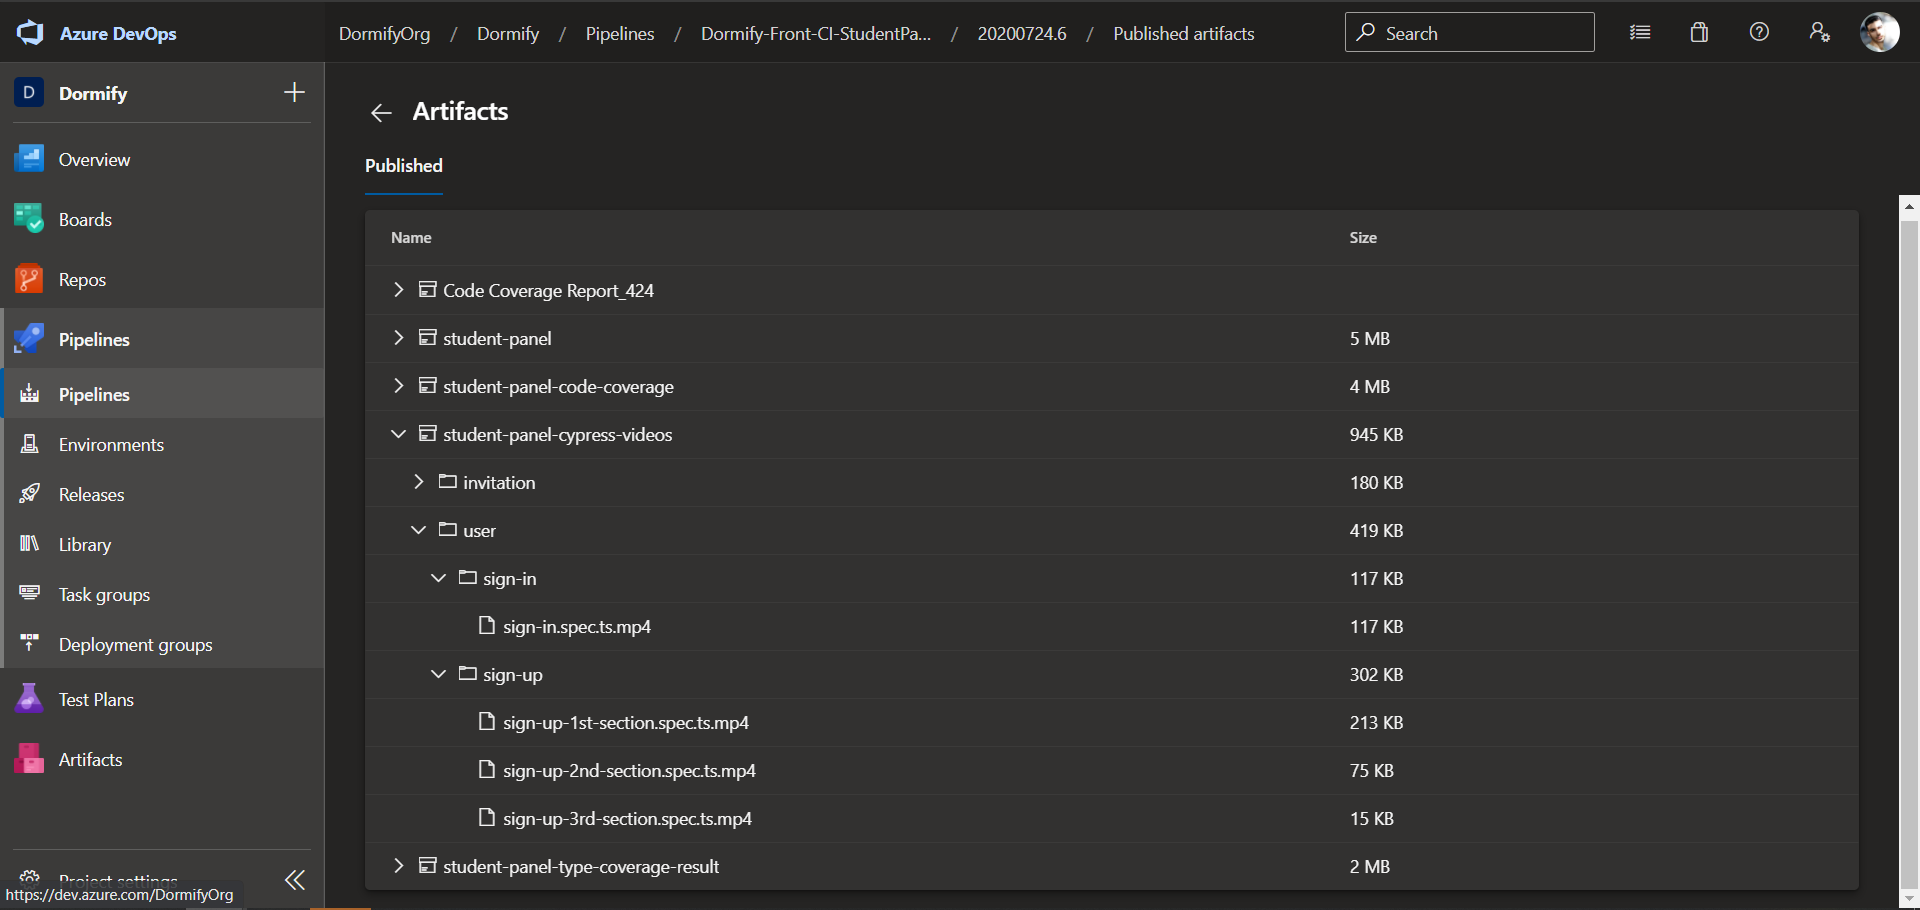 Azure DevOps
DormifyOrg / Dormify / Pipelines / Dormify-Front-CI-StudentPa... / 20200724.6 / Published artifacts
Search
D Dormify
Overview
Boards
Repos
Pipelines
Pipelines
Environments
Releases
Library
Task groups
Deployment groups
Test Plans
Artifacts
Project settings
https://dev.azure.com/DormifyOrg
Artifacts
Published
Name Size
Code Coverage Report_424
student-panel 5 MB
student-panel-code-coverage 4 MB
student-panel-cypress-videos 945 KB
invitation 180 KB
user 419 KB
sign-in 117 KB
sign-in.spec.ts.mp4 117 KB
sign-up 302 KB
sign-up-1st-section.spec.ts.mp4 213 KB
sign-up-2nd-section.spec.ts.mp4 75 KB
sign-up-3rd-section.spec.ts.mp4 15 KB
student-panel-type-coverage-result 2 MB